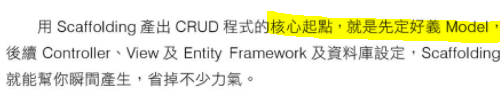 用 Scaffolding 產出 CRUD 程式的核心起點，就是先定好義 Model，
後續 Controller、View 及 Entity Framework 及資料庫設定，Scaffolding
就能幫你瞬間產生，省掉不少力氣。